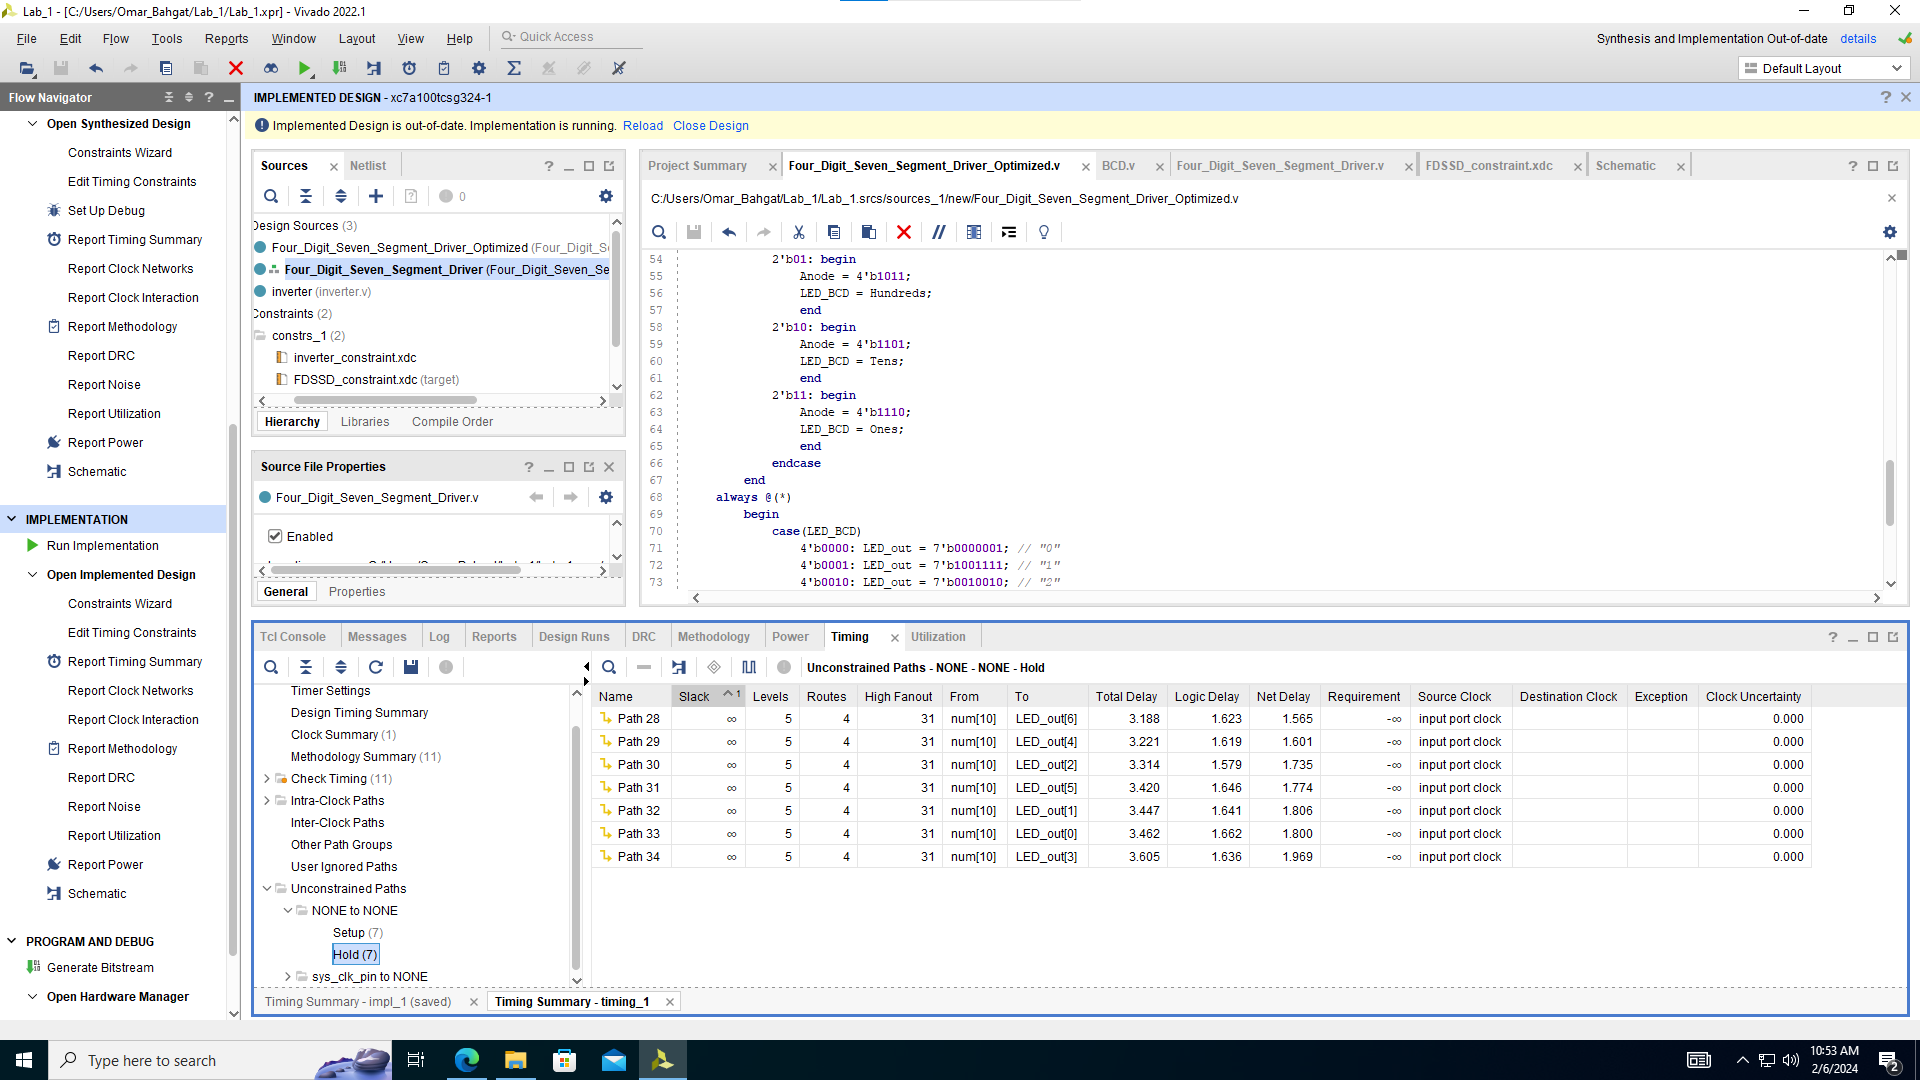 Lab_1 - [C:/Users/Omar_Bahgat/Lab_1/Lab_1.xpr] - Vivado 2022.1
File Edit Flow Tools Reports Window Layout View Help Quick Access
Synthesis and Implementation Out-of-date details
Default Layout
Flow Navigator
Open Synthesized Design
Constraints Wizard
Edit Timing Constraints
Set Up Debug
Report Timing Summary
Report Clock Networks
Report Clock Interaction
Report Methodology
Report DRC
Report Noise
Report Utilization
Report Power
Schematic
IMPLEMENTATION
Run Implementation
Open Implemented Design
Constraints Wizard
Edit Timing Constraints
Report Timing Summary
Report Clock Networks
Report Clock Interaction
Report Methodology
Report DRC
Report Noise
Report Utilization
Report Power
Schematic
PROGRAM AND DEBUG
Generate Bitstream
Open Hardware Manager
IMPLEMENTED DESIGN - xc7a100tcsg324-1
Implemented Design is out-of-date. Implementation is running. Reload Close Design
Sources Netlist
0
Design Sources (3)
Four_Digit_Seven_Segment_Driver_Optimized (Four_Digit_S
Four_Digit_Seven_Segment_Driver (Four_Digit_Seven_Se
inverter (inverter.v)
Constraints (2)
constrs_1 (2)
inverter_constraint.xdc
FDSSD_constraint.xdc (target)
Hierarchy Libraries Compile Order
Source File Properties
Four_Digit_Seven_Segment_Driver.v
Enabled
General Properties
Project Summary Four_Digit_Seven_Segment_Driver_Optimized.v BCD.v Four_Digit_Seven_Segment_Driver.v FDSSD_constraint.xdc Schematic
C:/Users/Omar_Bahgat/Lab_1/Lab_1.srcs/sources_1/new/Four_Digit_Seven_Segment_Driver_Optimized.v
54 2'b01: begin
55 Anode = 4'b1011;
56 LED_BCD = Hundreds;
57 end
58 2'b10: begin
59 Anode = 4'b1101;
60 LED_BCD = Tens;
61 end
62 2'b11: begin
63 Anode = 4'b1110;
64 LED_BCD = Ones;
65 end
66 endcase
67 end
68 always @(*)
69 begin
70 case(LED_BCD)
71 4'b0000: LED_out = 7'b0000001; // "0"
72 4'b0001: LED_out = 7'b1001111; // "1"
73 4'b0010: LED_out = 7'b0010010; // "2"
Tcl Console Messages Log Reports Design Runs DRC Methodology Power Timing Utilization
Timer Settings
Design Timing Summary
Clock Summary (1)
Methodology Summary (11)
Check Timing (11)
Intra-Clock Paths
Inter-Clock Paths
Other Path Groups
User Ignored Paths
Unconstrained Paths
NONE to NONE
Setup (7)
Hold (7)
sys_clk_pin to NONE
Unconstrained Paths - NONE - NONE - Hold
Name Slack 1 Levels Routes High Fanout From To Total Delay Logic Delay Net Delay Requirement Source Clock Destination Clock Exception Clock Uncertainty
Path 28 ∞ 5 4 31 num[10] LED_out[6] 3.188 1.623 1.565 -∞ input port clock 0.000
Path 29 ∞ 5 4 31 num[10] LED_out[4] 3.221 1.619 1.601 -∞ input port clock 0.000
Path 30 ∞ 5 4 31 num[10] LED_out[2] 3.314 1.579 1.735 -∞ input port clock 0.000
Path 31 ∞ 5 4 31 num[10] LED_out[5] 3.420 1.646 1.774 -∞ input port clock 0.000
Path 32 ∞ 5 4 31 num[10] LED_out[1] 3.447 1.641 1.806 -∞ input port clock 0.000
Path 33 ∞ 5 4 31 num[10] LED_out[0] 3.462 1.662 1.800 -∞ input port clock 0.000
Path 34 ∞ 5 4 31 num[10] LED_out[3] 3.605 1.636 1.969 -∞ input port clock 0.000
Timing Summary - impl_1 (saved) Timing Summary - timing_1
Type here to search
10:53 AM
2/6/2024
2